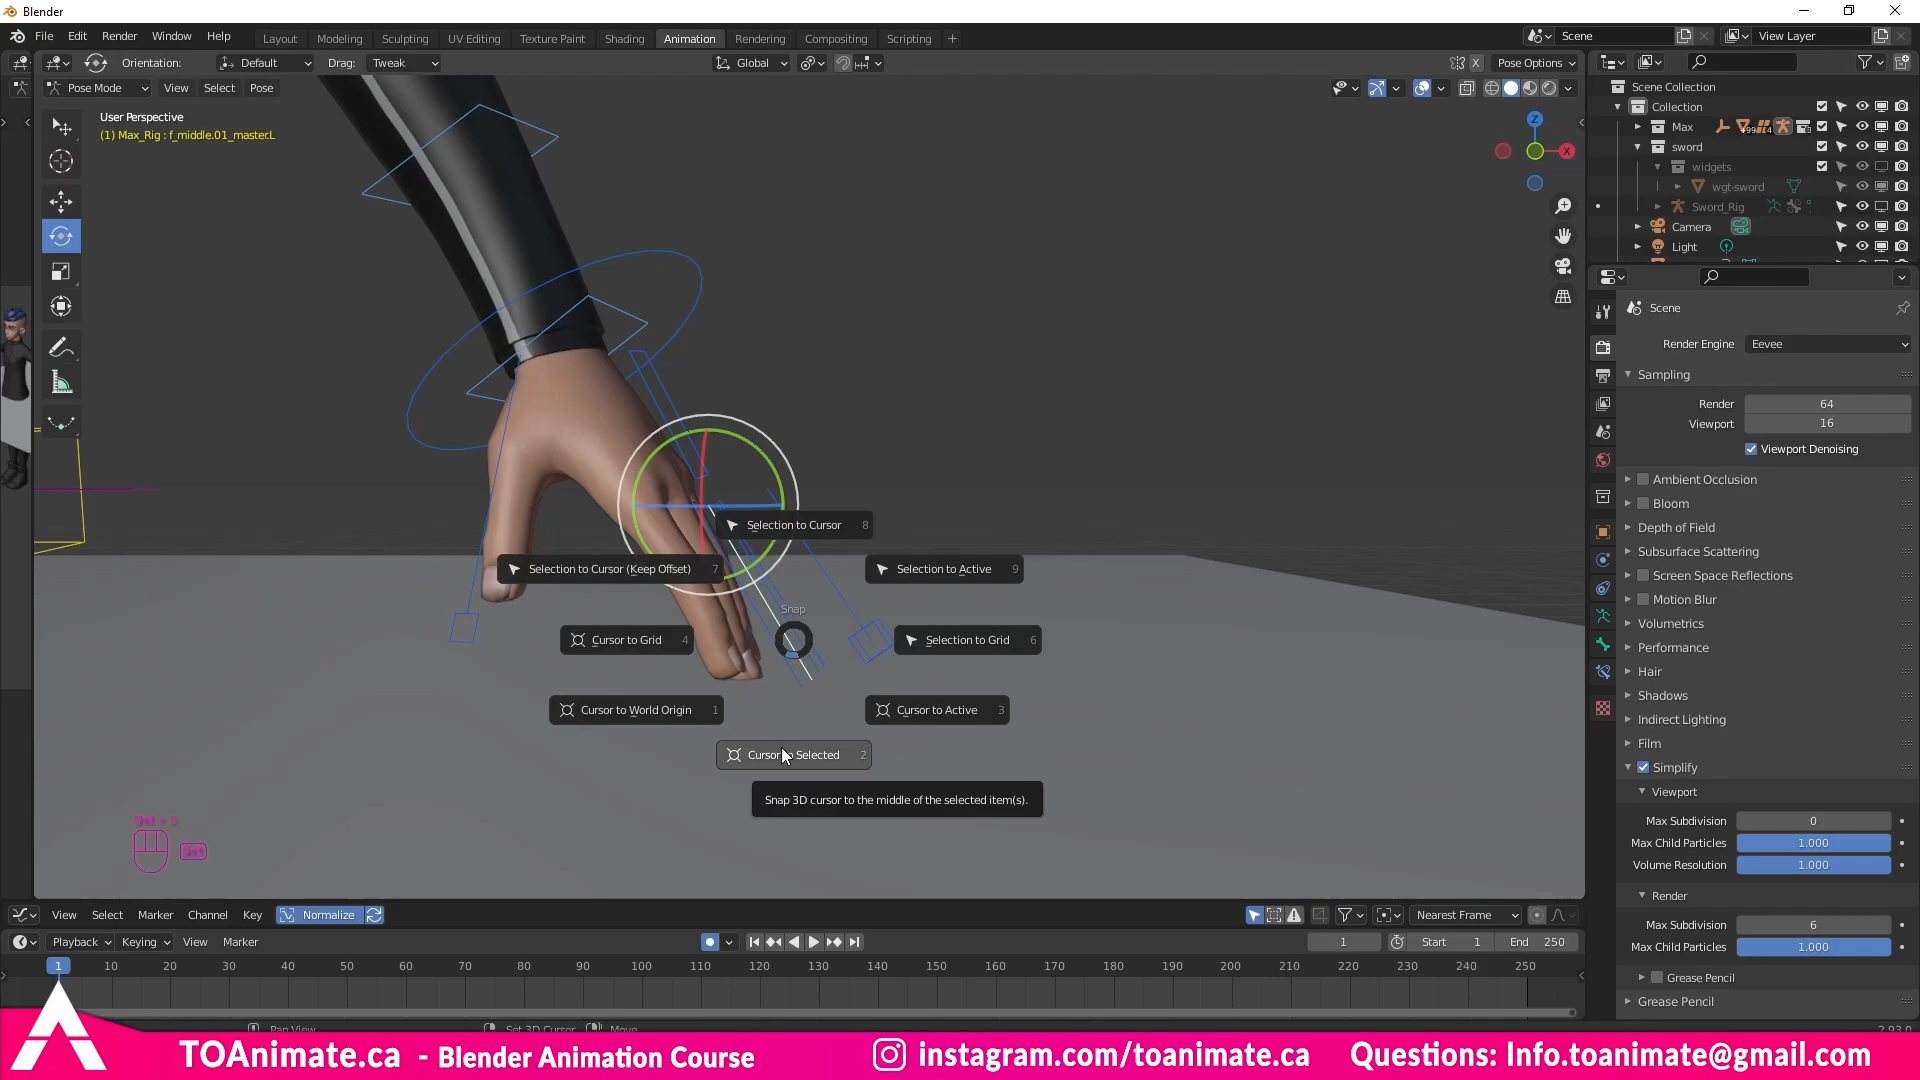 Blender
File Edit Render Window Help
Layout Modeling Sculpting UV Editing Texture Paint Shading Animation Rendering Compositing Scripting +
Scene
View Layer
Orientation: Default Drag: Tweak
Global
X Pose Options
Pose Mode View Select Pose
User Perspective
(1) Max_Rig : f_middle.01_master.L
Z
X
Scene Collection
Collection
Max
sword
widgets
wgt-sword
Sword_Rig
Camera
Light
Scene
Render Engine Eevee
Sampling
Render 64
Viewport 16
Viewport Denoising
Ambient Occlusion
Bloom
Depth of Field
Subsurface Scattering
Screen Space Reflections
Motion Blur
Volumetrics
Performance
Hair
Shadows
Indirect Lighting
Film
Simplify
Viewport
Max Subdivision 0
Max Child Particles 1.000
Volume Resolution 1.000
Render
Max Subdivision 6
Max Child Particles 1.000
Grease Pencil
Grease Pencil
Selection to Cursor 8
Selection to Cursor (Keep Offset) 7
Selection to Active 9
Snap
Cursor to Grid 4
Selection to Grid 6
Cursor to World Origin 1
Cursor to Active 3
Selected 2
Snap 3D cursor to the middle of the selected item(s).
View Select Marker Channel Key Normalize
Nearest Frame
Playback Keying View Marker
1 Start 1 End 250
1 10 20 30 40 50 60 70 80 90 100 110 120 130 140 150 160 170 180 190 200 210 220 230 240 250
Pan View Set 3D Cursor Move
2.93.0
TOAnimate.ca - Blender Animation Course
instagram.com/toanimate.ca
Questions: Info.toanimate@gmail.com